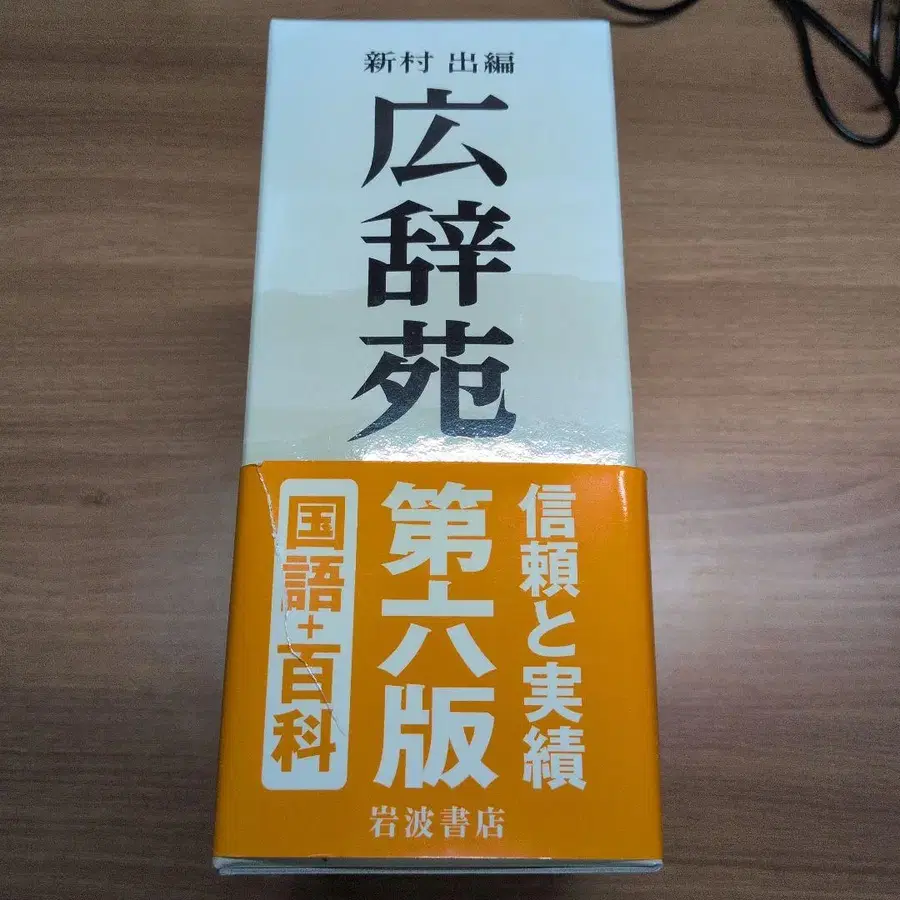 新村 出編
広辞苑
信頼と実績
第六版
国語+百科
岩波書店